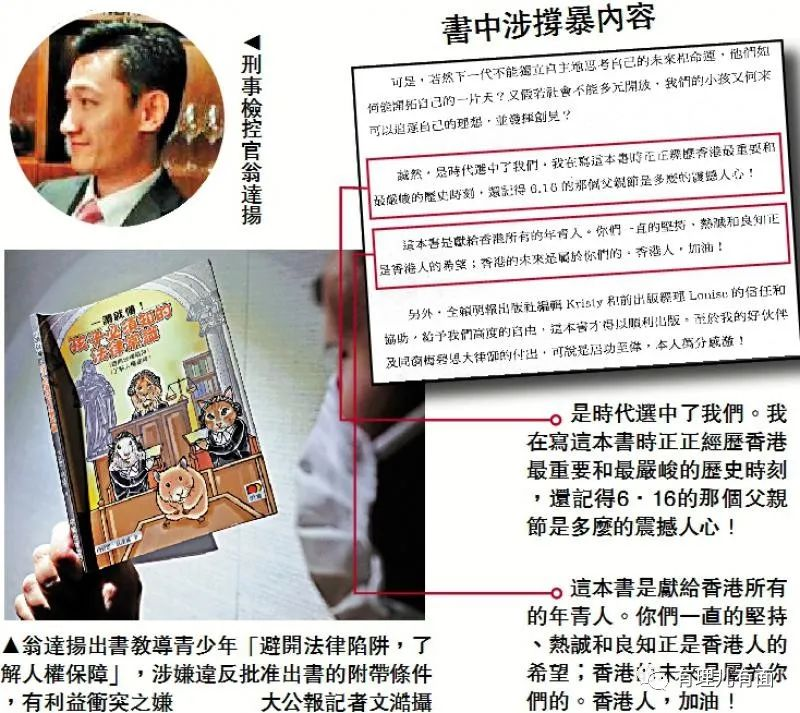 書中涉撐暴內容
◀刑事檢控官翁達揚
可是，若然下一代不能獨立自主地思考自己的未來和命運，他們如
何能開拓自己的一片天？又假若社會不能多元開放，我們的小孩又何來
可以追逐自己的理想，並發揮創見？
誠然，是時代選中了我們。我在寫這本書時正正經歷香港最重要和
最嚴峻的歷史時刻，還記得 6.16 的那個父親節是多麼的震撼人心！
這本書是獻給香港所有的年青人。你們一直的堅持、熱誠和良知正
是香港人的希望；香港的未來是屬於你們的。香港人，加油！
另外，全賴明報出版社編輯 Kristy 和前出版經理 Louise 的信任和
協助，給予我們高度的自由，這本書才得以順利出版。至於我的好伙伴
及同袍梅碧思大律師的付出，可說是居功至偉，本人萬分感激！
一讀就懂！
法律常識
是時代選中了我們。我
在寫這本書時正正經歷香港
最重要和最嚴峻的歷史時刻
，還記得6·16的那個父親
節是多麼的震撼人心！
這本書是獻給香港所有
的年青人。你們一直的堅持
、熱誠和良知正是香港人的
希望；香港的未來是屬於你
們的。香港人，加油！
▲翁達揚出書教導青少年「避開法律陷阱，了
解人權保障」，涉嫌違反批准出書的附帶條件
，有利益衝突之嫌 大公報記者文澔攝
有理儿有面